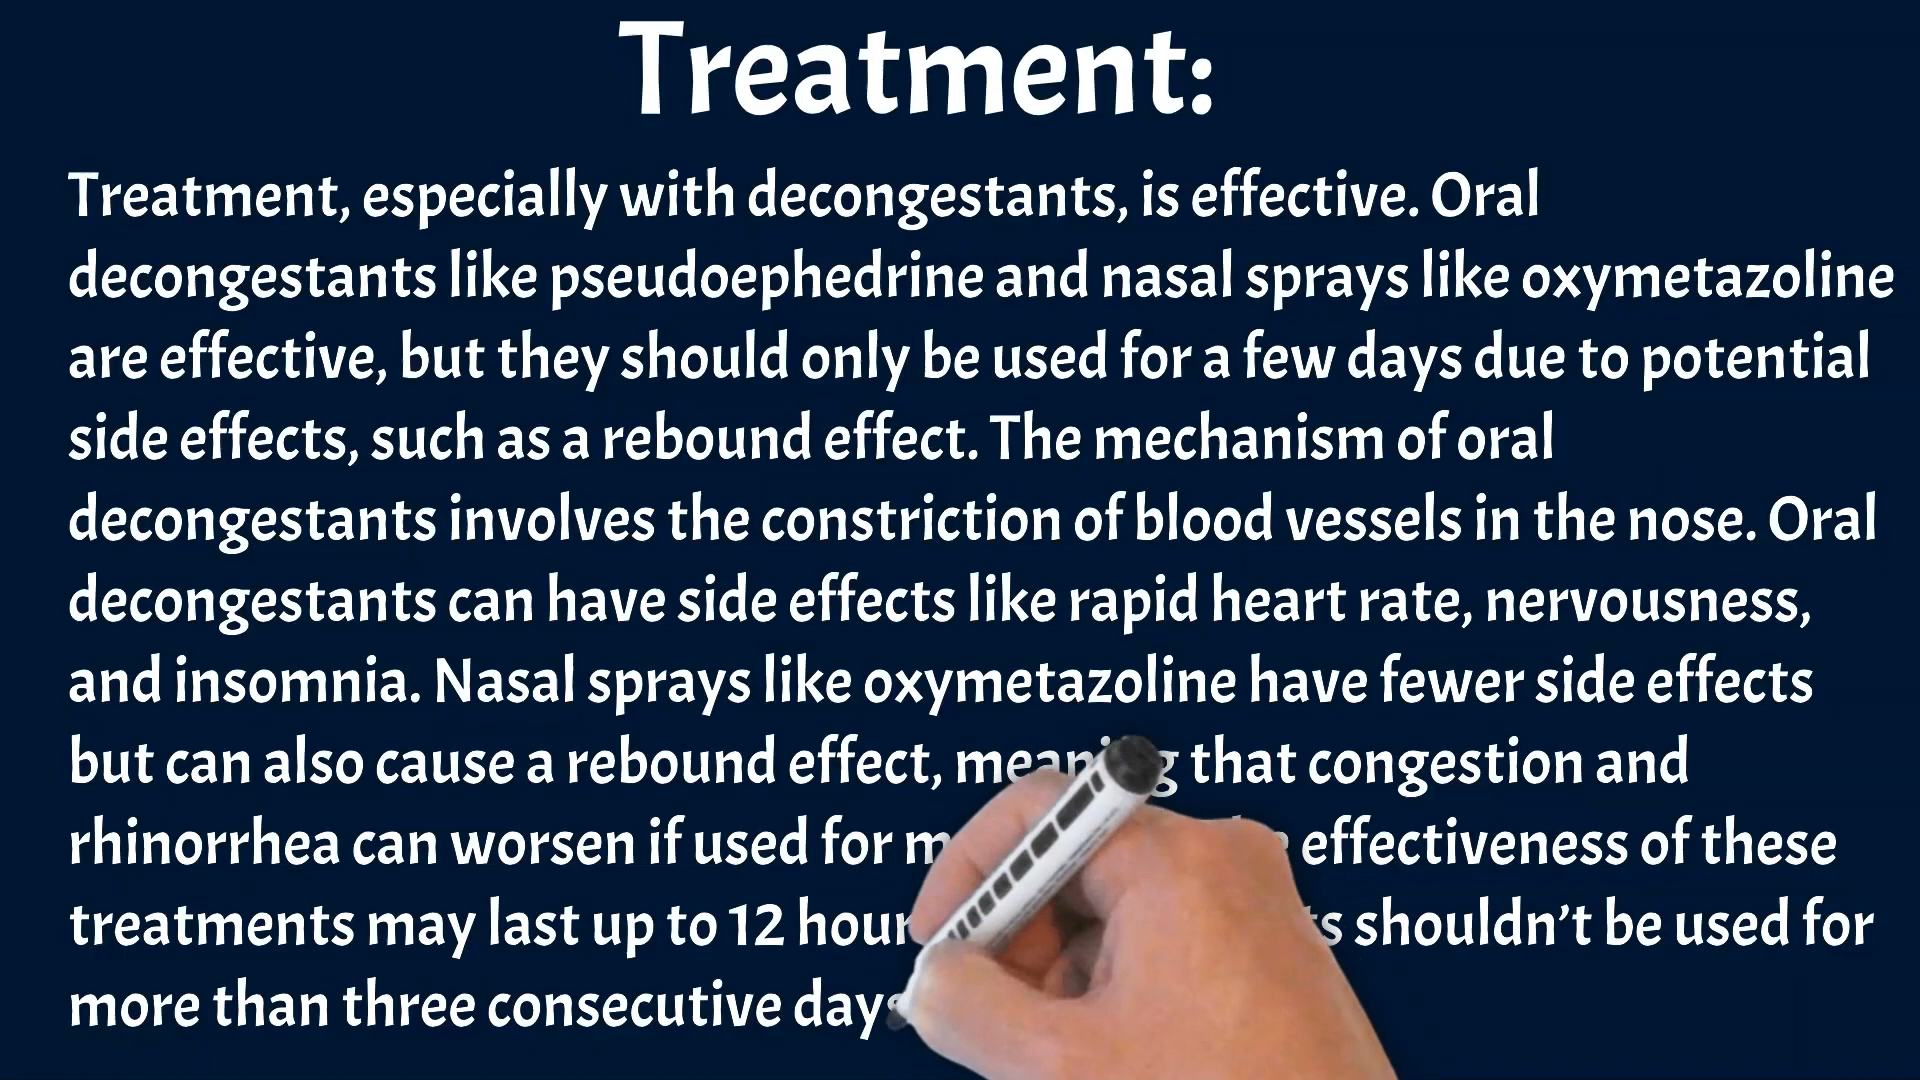 Treatment:
Treatment, especially with decongestants, is effective. Oral
decongestants like pseudoephedrine and nasal sprays like oxymetazoline
are effective, but they should only be used for a few days due to potential
side effects, such as a rebound effect. The mechanism of oral
decongestants involves the constriction of blood vessels in the nose. Oral
decongestants can have side effects like rapid heart rate, nervousness,
and insomnia. Nasal sprays like oxymetazoline have fewer side effects
but can also cause a rebound effect, meaning that congestion and
rhinorrhea can worsen if used for effectiveness of these
treatments may last up to 12 shouldn't be used for
more than three consecutive days